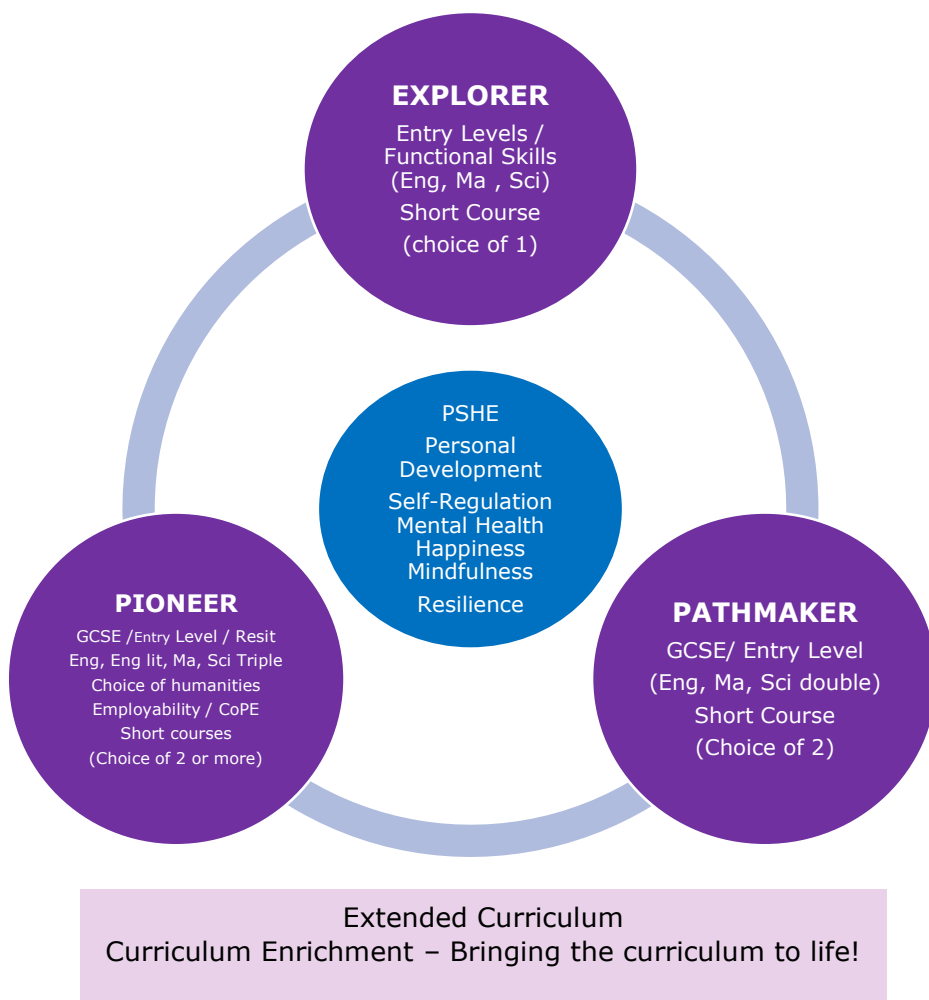 EXPLORER
Entry Levels /
Functional Skills
(Eng, Ma , Sci)
Short Course
(choice of 1)
PSHE
Personal
Development
Self-Regulation
Mental Health
Happiness
Mindfulness
Resilience
PIONEER
GCSE /Entry Level / Resit
Eng, Eng lit, Ma, Sci Triple
Choice of humanities
Employability / CoPE
Short courses
(Choice of 2 or more)
PATHMAKER
GCSE/ Entry Level
(Eng, Ma, Sci double)
Short Course
(Choice of 2)
Extended Curriculum
Curriculum Enrichment – Bringing the curriculum to life!